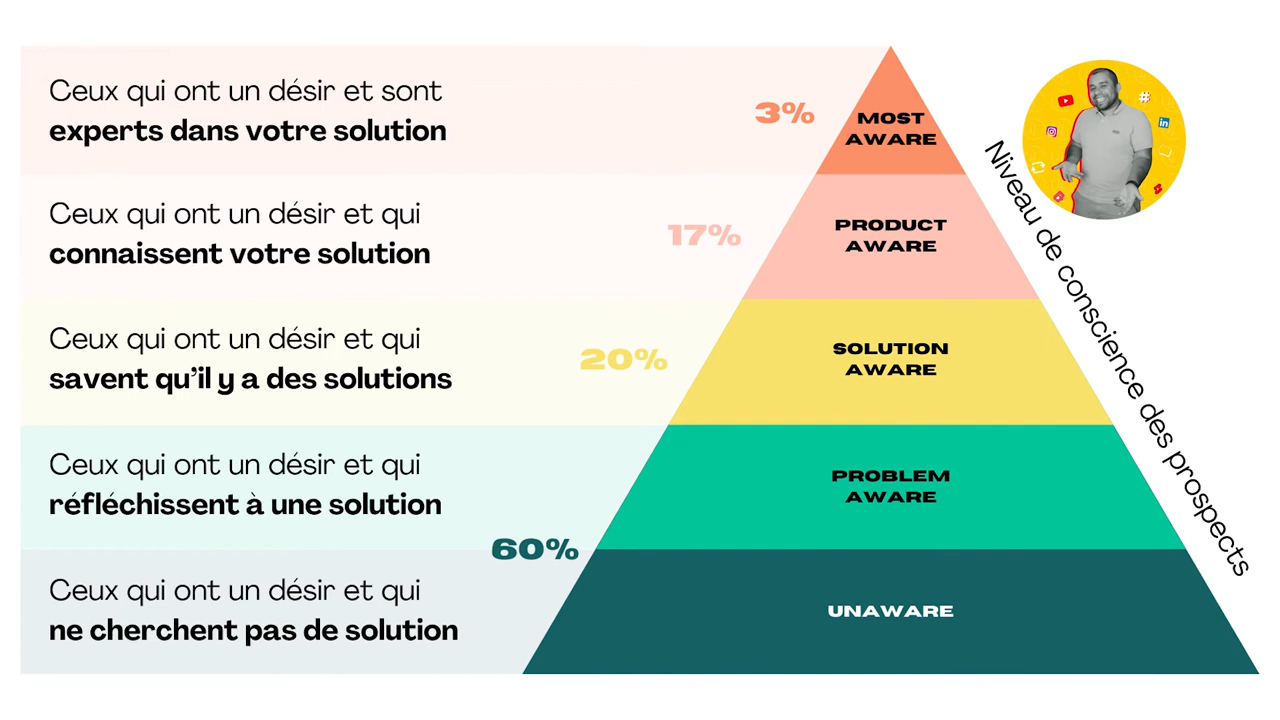 Ceux qui ont un désir et sont
experts dans votre solution
3%
MOST
AWARE
Ceux qui ont un désir et qui
connaissent votre solution
17%
PRODUCT
AWARE
Ceux qui ont un désir et qui
savent qu’il y a des solutions
20%
SOLUTION
AWARE
Ceux qui ont un désir et qui
réfléchissent à une solution
PROBLEM
AWARE
60%
Ceux qui ont un désir et qui
ne cherchent pas de solution
UNAWARE
Niveau de conscience des prospects